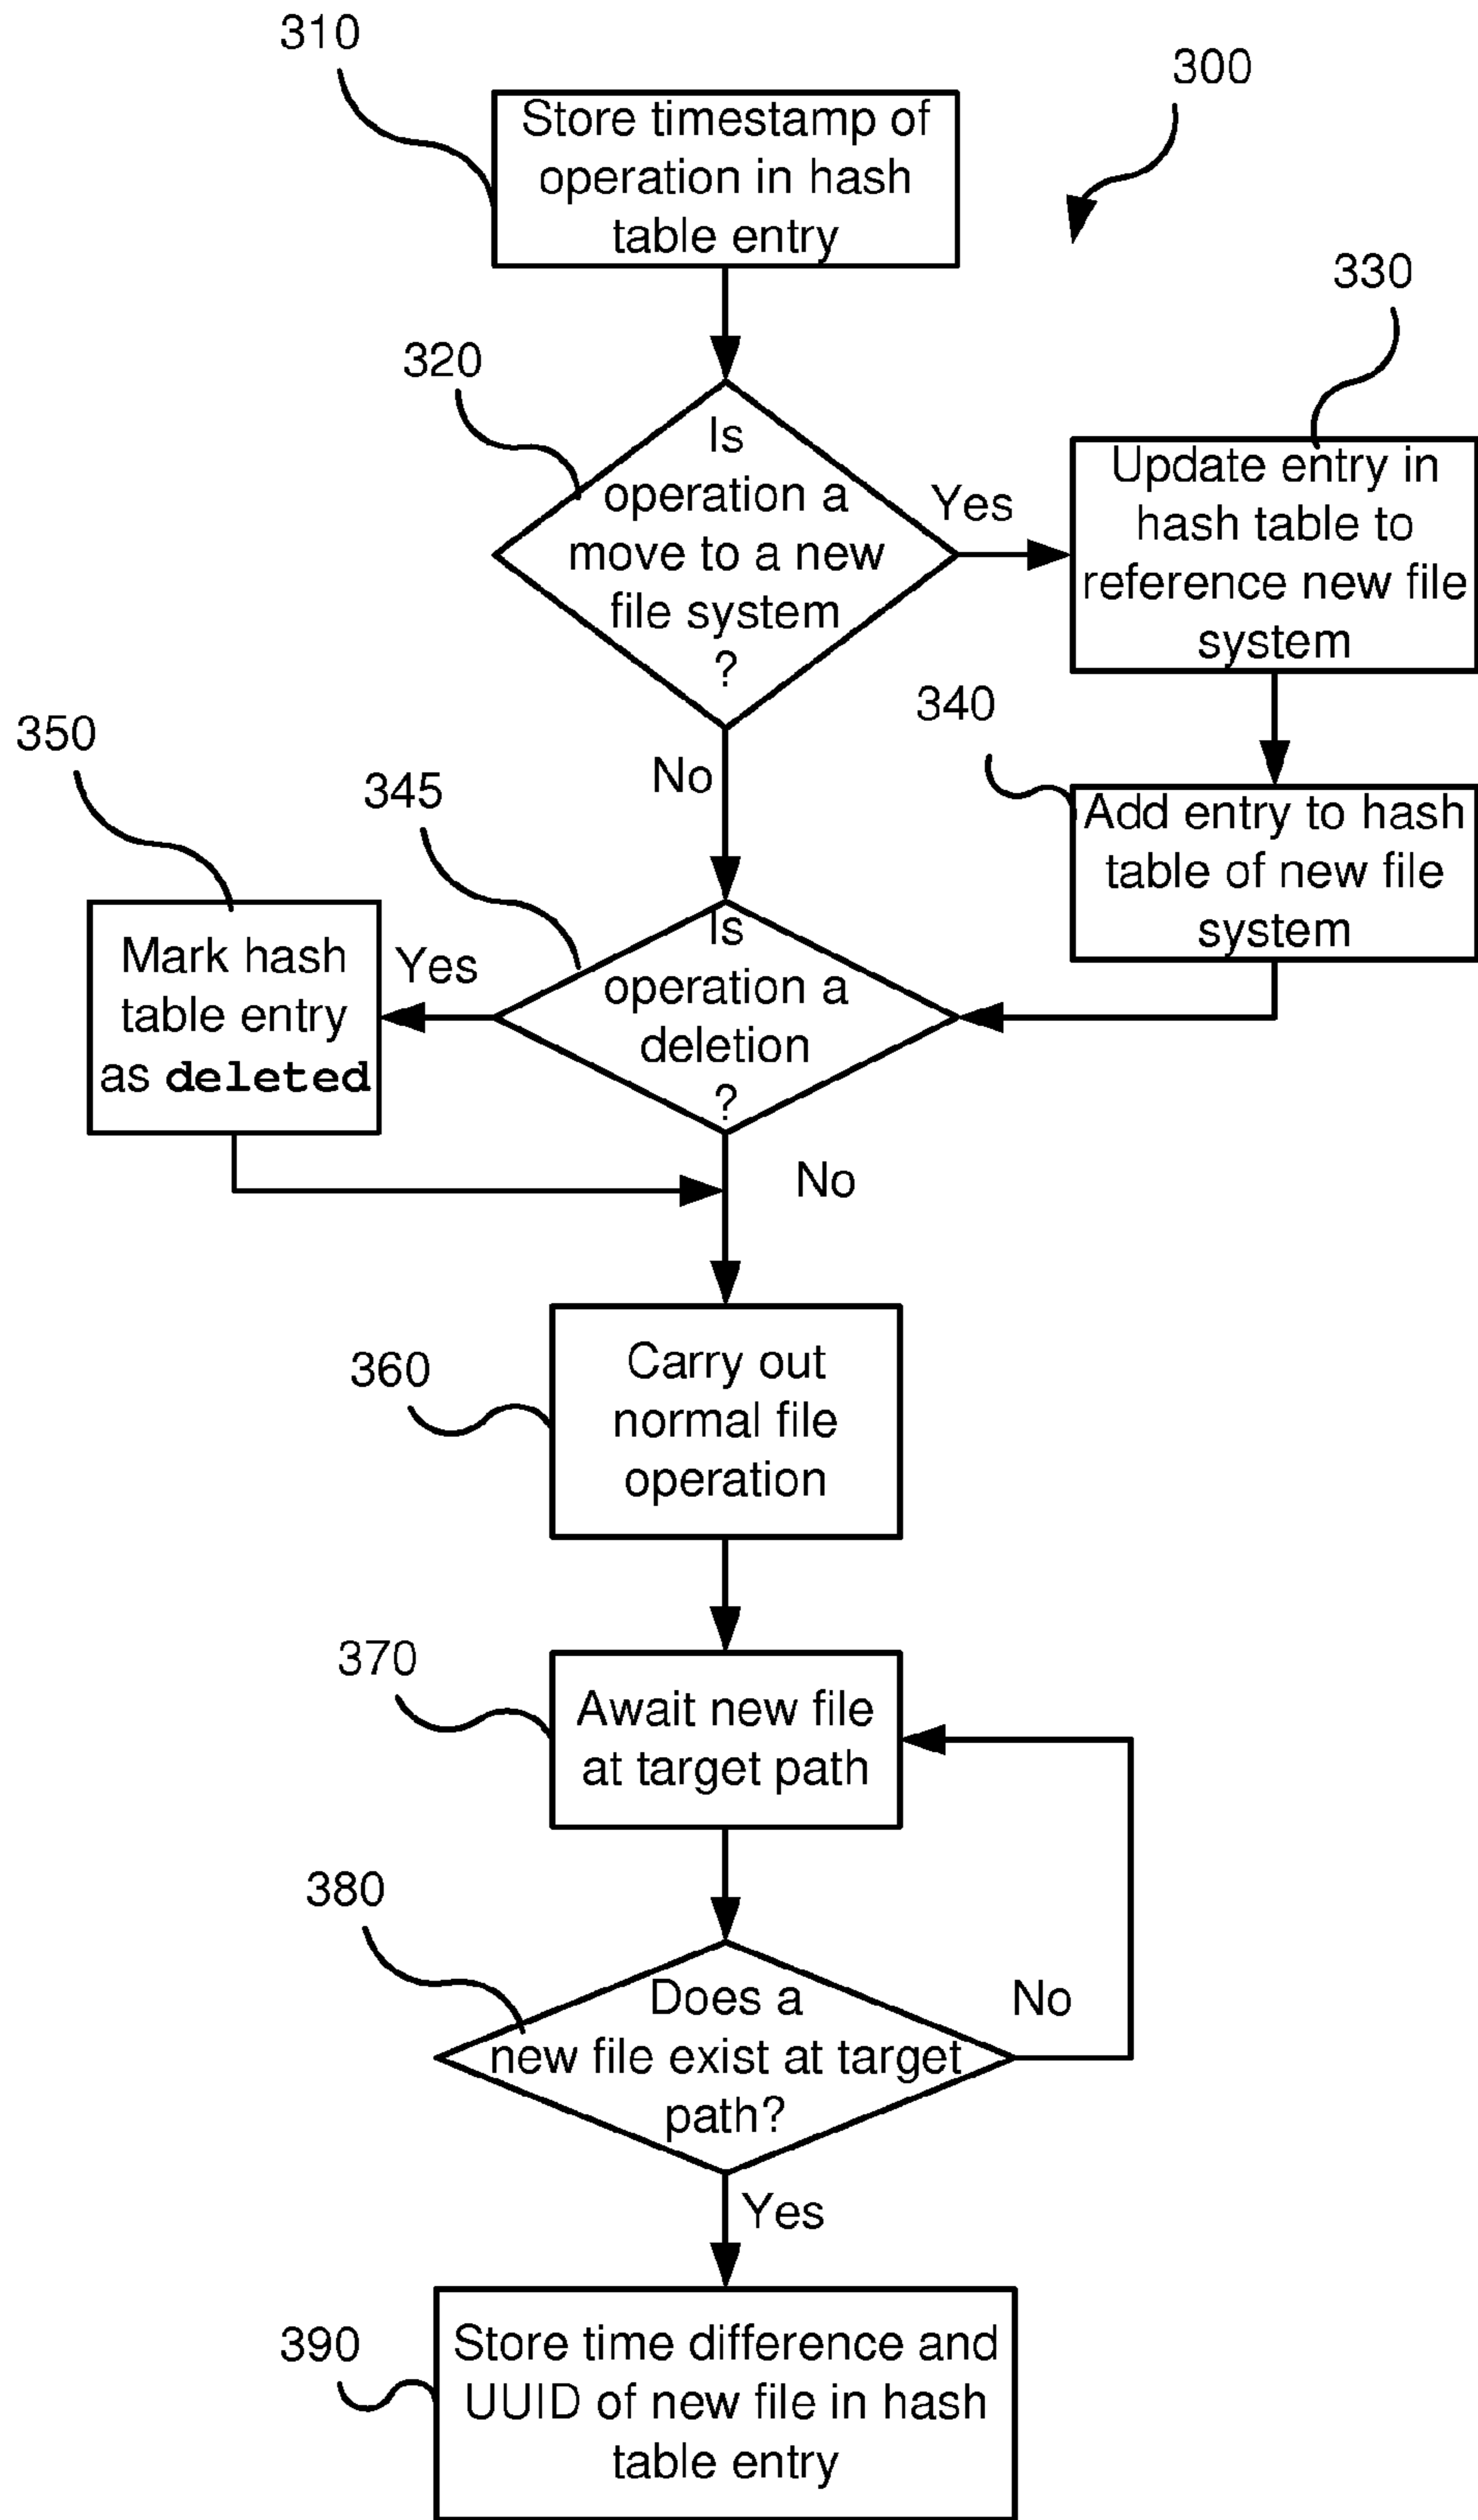 310
300
Store timestamp of
operation in hash
table entry
330
320
Is
operation a
move to a new
file system
?
Yes
Update entry in
hash table to
reference new file
system
340
No
350
345
Add entry to hash
table of new file
system
Mark hash
table entry
as deleted
Yes
Is
operation a
deletion
?
No
360
Carry out
normal file
operation
370
Await new file
at target path
380
Does a
new file exist at target
path?
No
Yes
390
Store time difference and
UUID of new file in hash
table entry